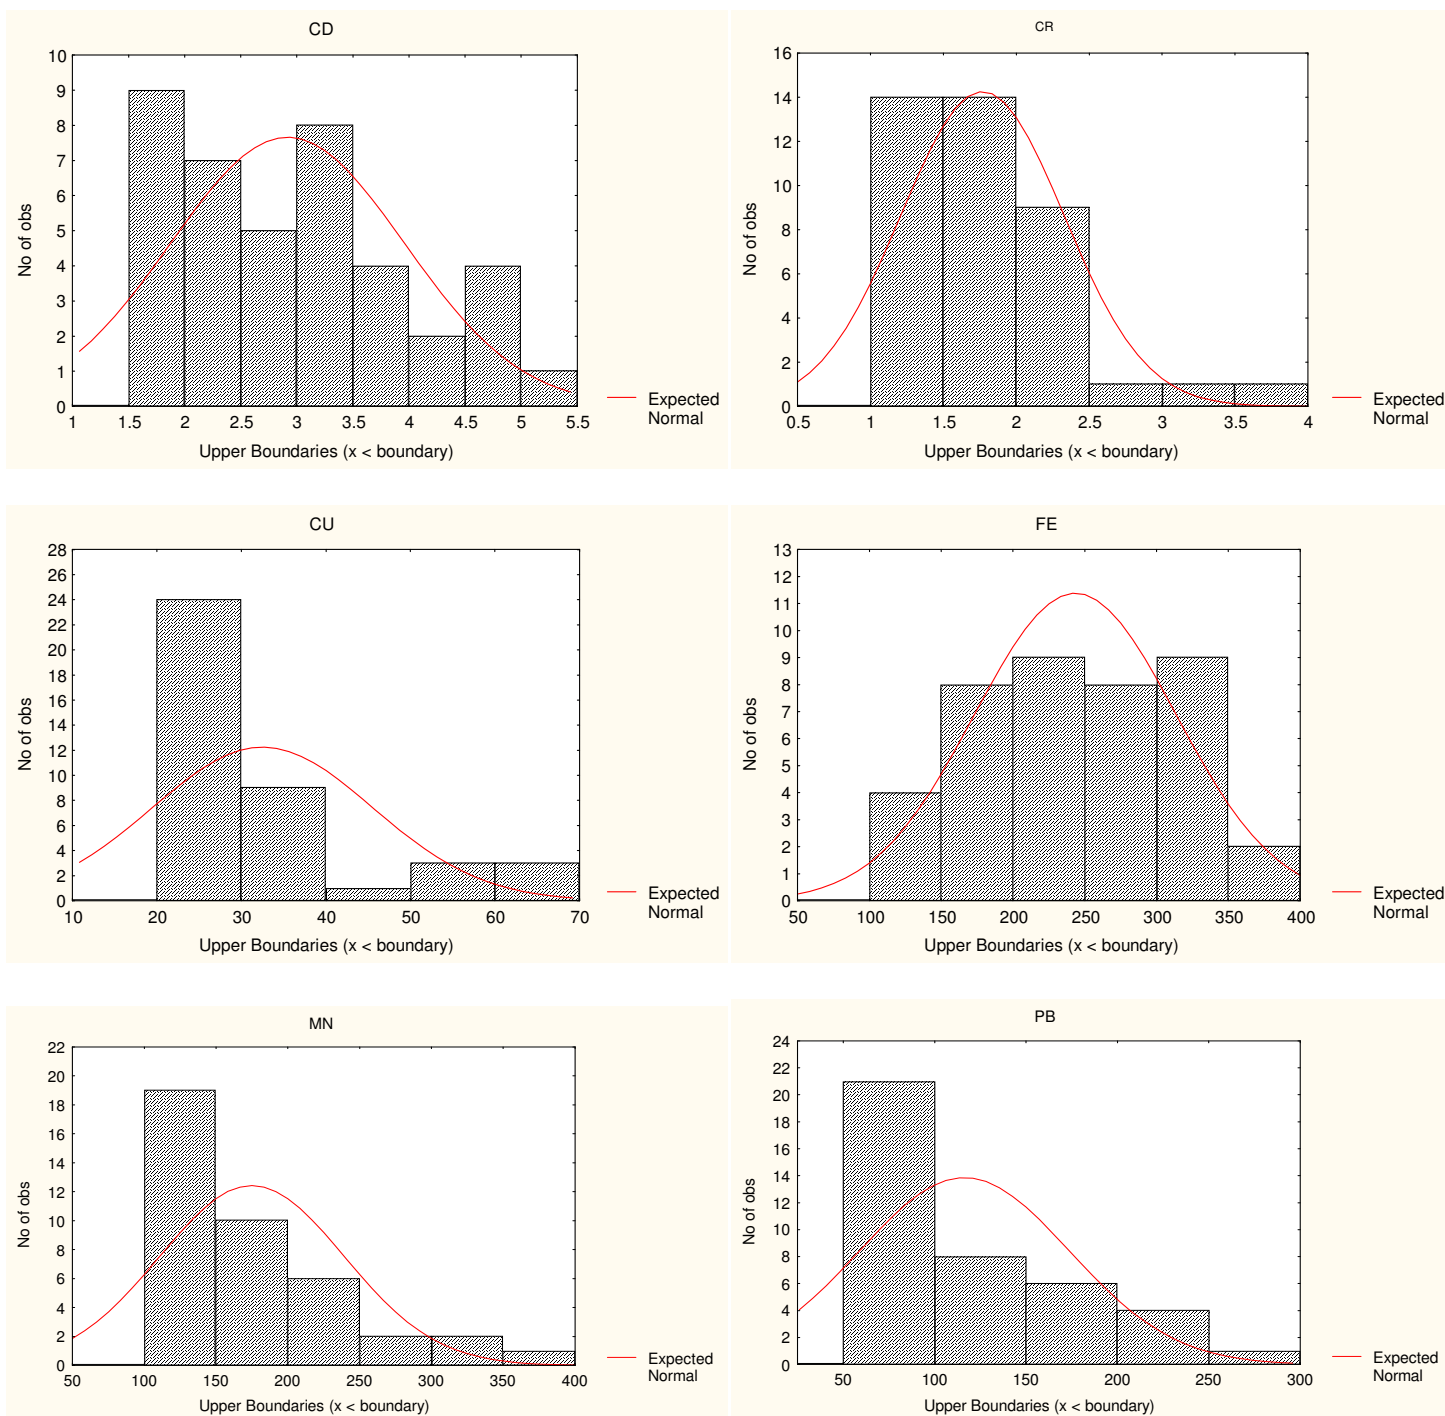 CD
10
9
8
7
6
5
4
3
2
1
0
No of obs
1 1.5 2 2.5 3 3.5 4 4.5 5 5.5
Upper Boundaries (x < boundary)
Expected
Normal
CR
16
14
12
10
8
6
4
2
0
No of obs
0.5 1 1.5 2 2.5 3 3.5 4
Upper Boundaries (x < boundary)
Expected
Normal
CU
28
26
24
22
20
18
16
14
12
10
8
6
4
2
0
No of obs
10 20 30 40 50 60 70
Upper Boundaries (x < boundary)
Expected
Normal
FE
13
12
11
10
9
8
7
6
5
4
3
2
1
0
No of obs
50 100 150 200 250 300 350 400
Upper Boundaries (x < boundary)
Expected
Normal
MN
22
20
18
16
14
12
10
8
6
4
2
0
No of obs
50 100 150 200 250 300 350 400
Upper Boundaries (x < boundary)
Expected
Normal
PB
24
22
20
18
16
14
12
10
8
6
4
2
0
No of obs
50 100 150 200 250 300
Upper Boundaries (x < boundary)
Expected
Normal